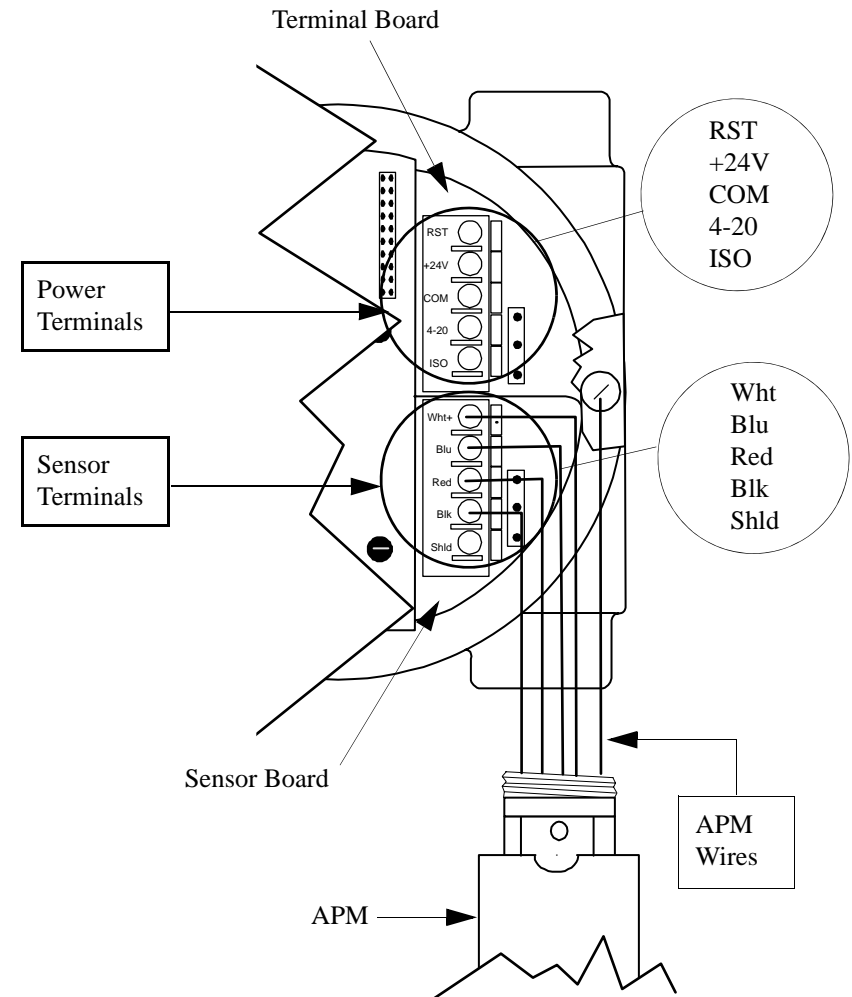 Terminal Board
RST
+24V
COM
4-20
ISO
RST
+24V
COM
4-20
ISO
Power
Terminals
Wht+
Blu
Red
Blk
Shld
Wht
Blu
Red
Blk
Shld
Sensor
Terminals
Sensor Board
APM
Wires
APM